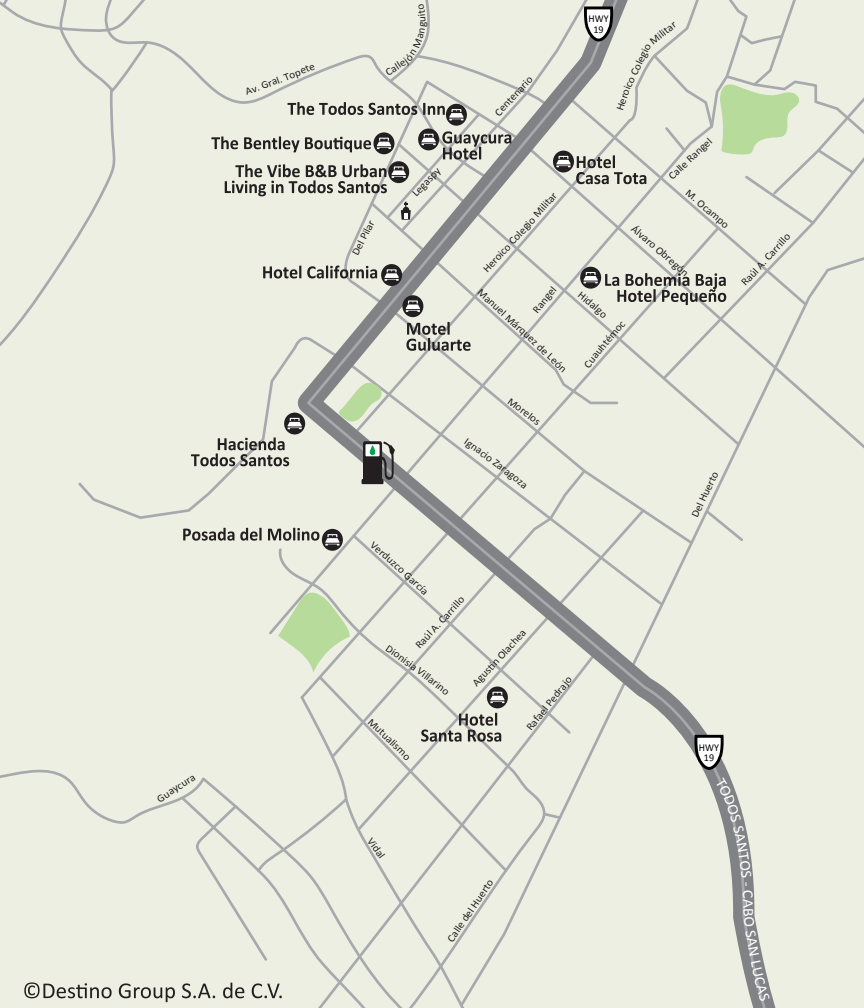 HWY
19
Callejón Manguito
Heroico Colegio Militar
Av. Gral. Topete
Centenario
The Todos Santos Inn
The Bentley Boutique
Guaycura
Hotel
The Vibe B&B Urban
Living in Todos Santos
Legaspy
Hotel
Casa Tota
Calle Rangel
M. Ocampo
Del Pilar
Heroico Colegio Militar
Álvaro Obregón
Raúl A. Carrillo
Hotel California
La Bohemia Baja
Hotel Pequeño
Rangel
Hidalgo
Manuel Márquez de León
Cuauhtémoc
Motel
Guluarte
Morelos
Hacienda
Todos Santos
Ignacio Zaragoza
Del Huerto
Posada del Molino
Verduzco García
Raúl A. Carrillo
Dionisia Villarino
Agustín Olachea
Rafael Pedrajo
Hotel
Santa Rosa
Mutualismo
HWY
19
Guaycura
TODOS SANTOS - CABO SAN LUCAS
Vidal
Calle del Huerto
©Destino Group S.A. de C.V.